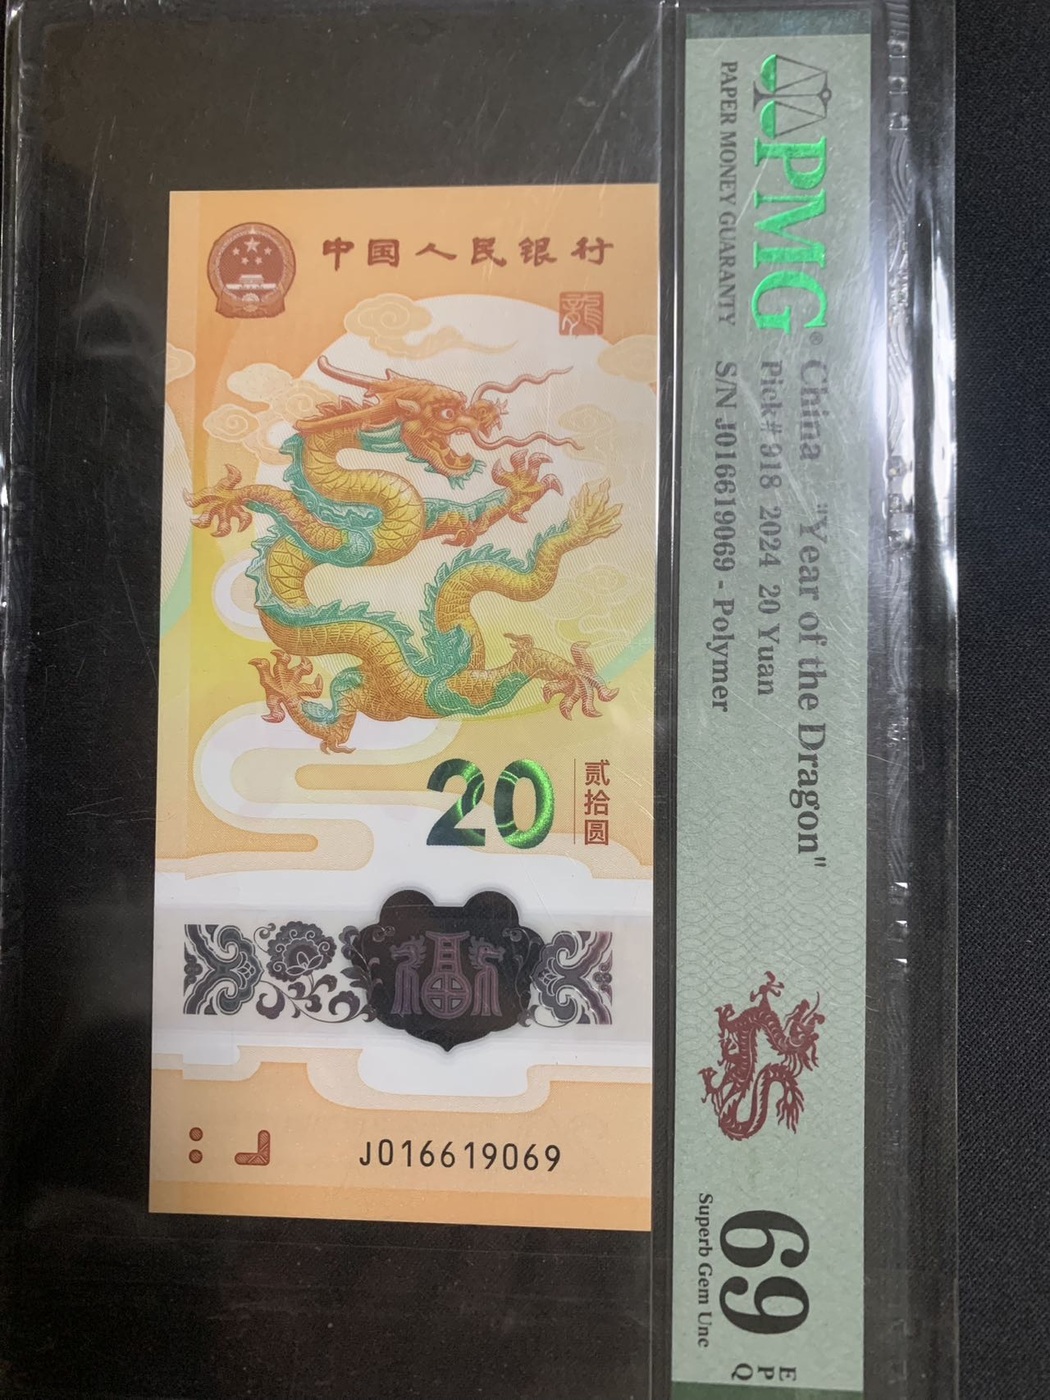 中国人民银行
龍
20
贰拾圆
J016619069
PMG®
PAPER MONEY GUARANTY
China "Year of the Dragon"
Pick# 918 2024 20 Yuan
S/N J016619069 - Polymer
69 EPQ
Superb Gem Unc